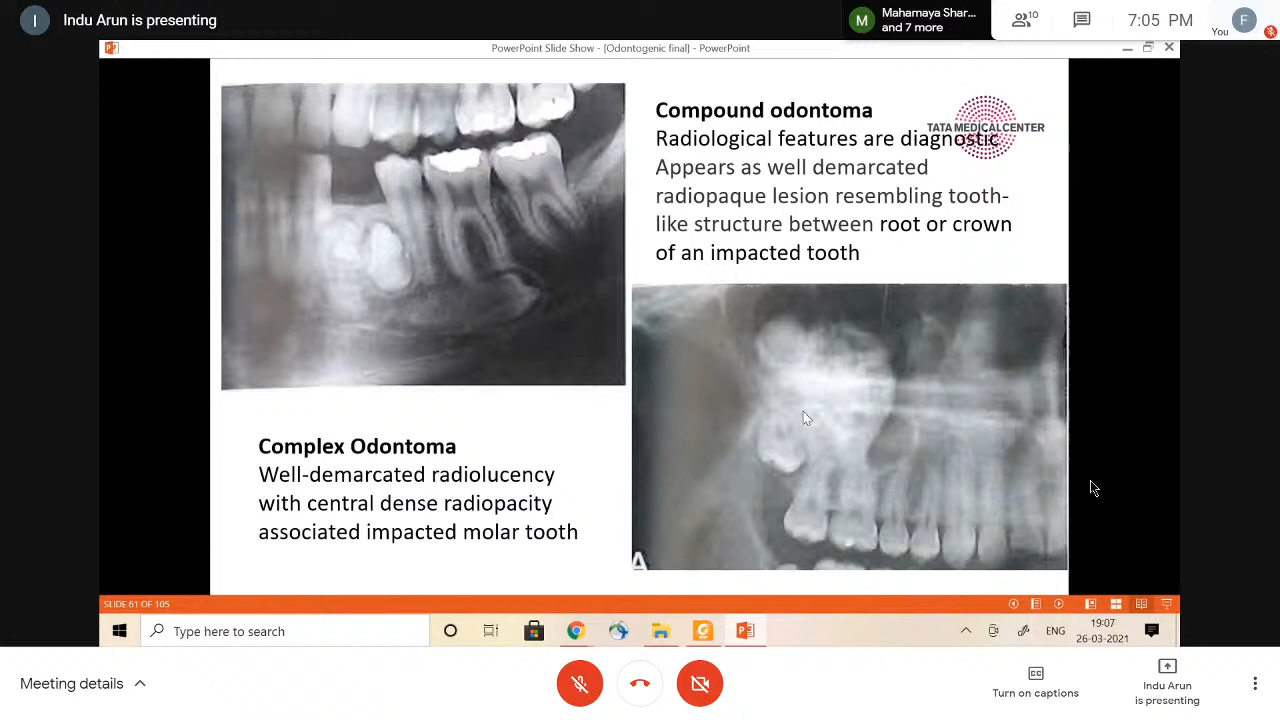 I
Indu Arun is presenting
M
Mahamaya Shar...
and 7 more
10
7:05 PM
F
You
PowerPoint Slide Show - [Odontogenic final] - PowerPoint
Compound odontoma
TATA MEDICAL CENTER
Radiological features are diagnostic
Appears as well demarcated
radiopaque lesion resembling tooth-
like structure between root or crown
of an impacted tooth
Complex Odontoma
Well-demarcated radiolucency
with central dense radiopacity
associated impacted molar tooth
A
SLIDE 61 OF 105
Type here to search
ENG
19:07
26-03-2021
Meeting details
CC
Turn on captions
Indu Arun
is presenting